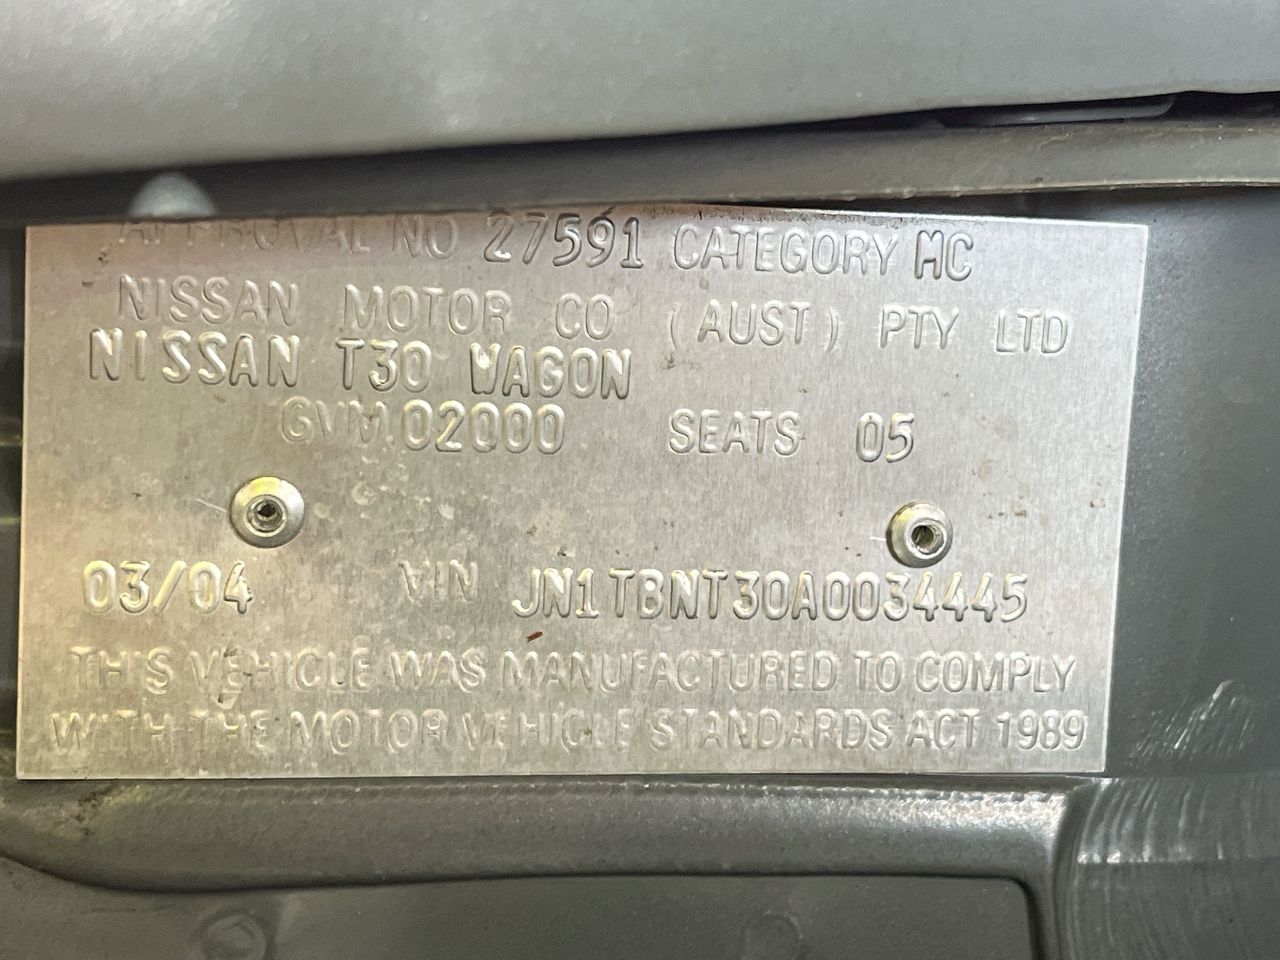 APPROVAL NO 27591 CATEGORY MC
NISSAN MOTOR CO (AUST) PTY LTD
NISSAN T30 WAGON
GVM 02000 SEATS 05
03/04 VIN JN1TBNT30A0034445
THIS VEHICLE WAS MANUFACTURED TO COMPLY
WITH THE MOTOR VEHICLE STANDARDS ACT 1989